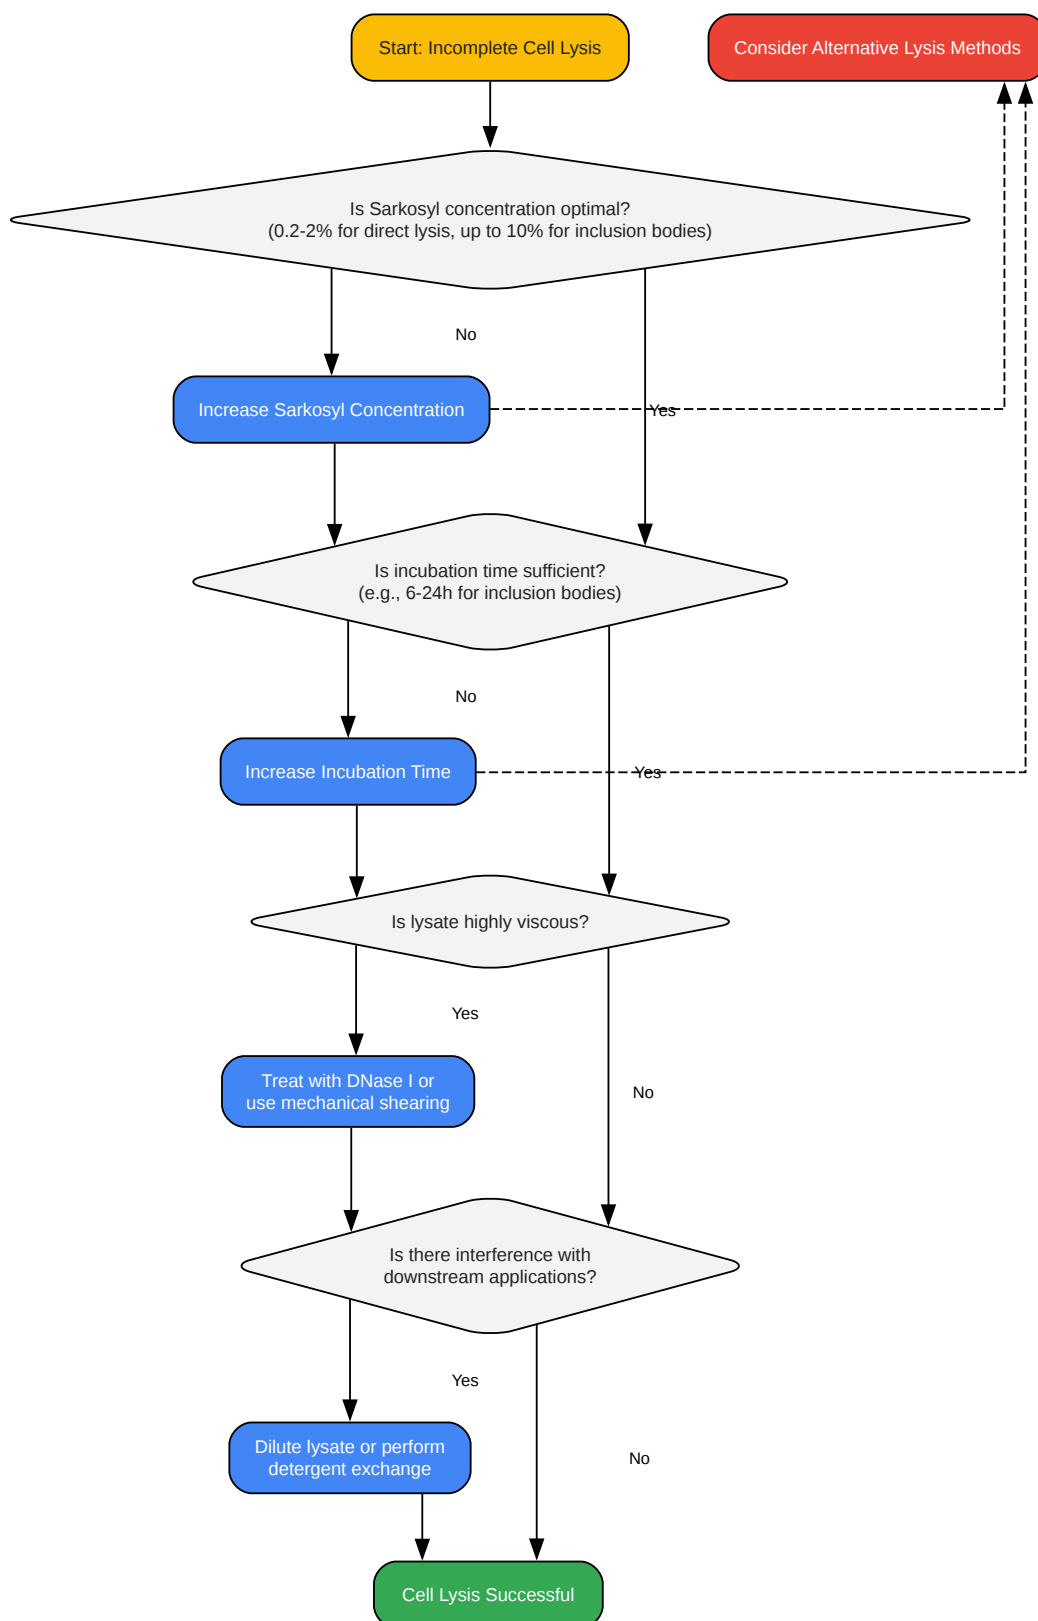 Start: Incomplete Cell Lysis
Consider Alternative Lysis Methods
Is Sarkosyl concentration optimal?
(0.2-2% for direct lysis, up to 10% for inclusion bodies)
No
Increase Sarkosyl Concentration
Yes
Is incubation time sufficient?
(e.g., 6-24h for inclusion bodies)
No
Increase Incubation Time
Yes
Is lysate highly viscous?
Yes
Treat with DNase I or
use mechanical shearing
No
Is there interference with
downstream applications?
Yes
Dilute lysate or perform
detergent exchange
No
Cell Lysis Successful